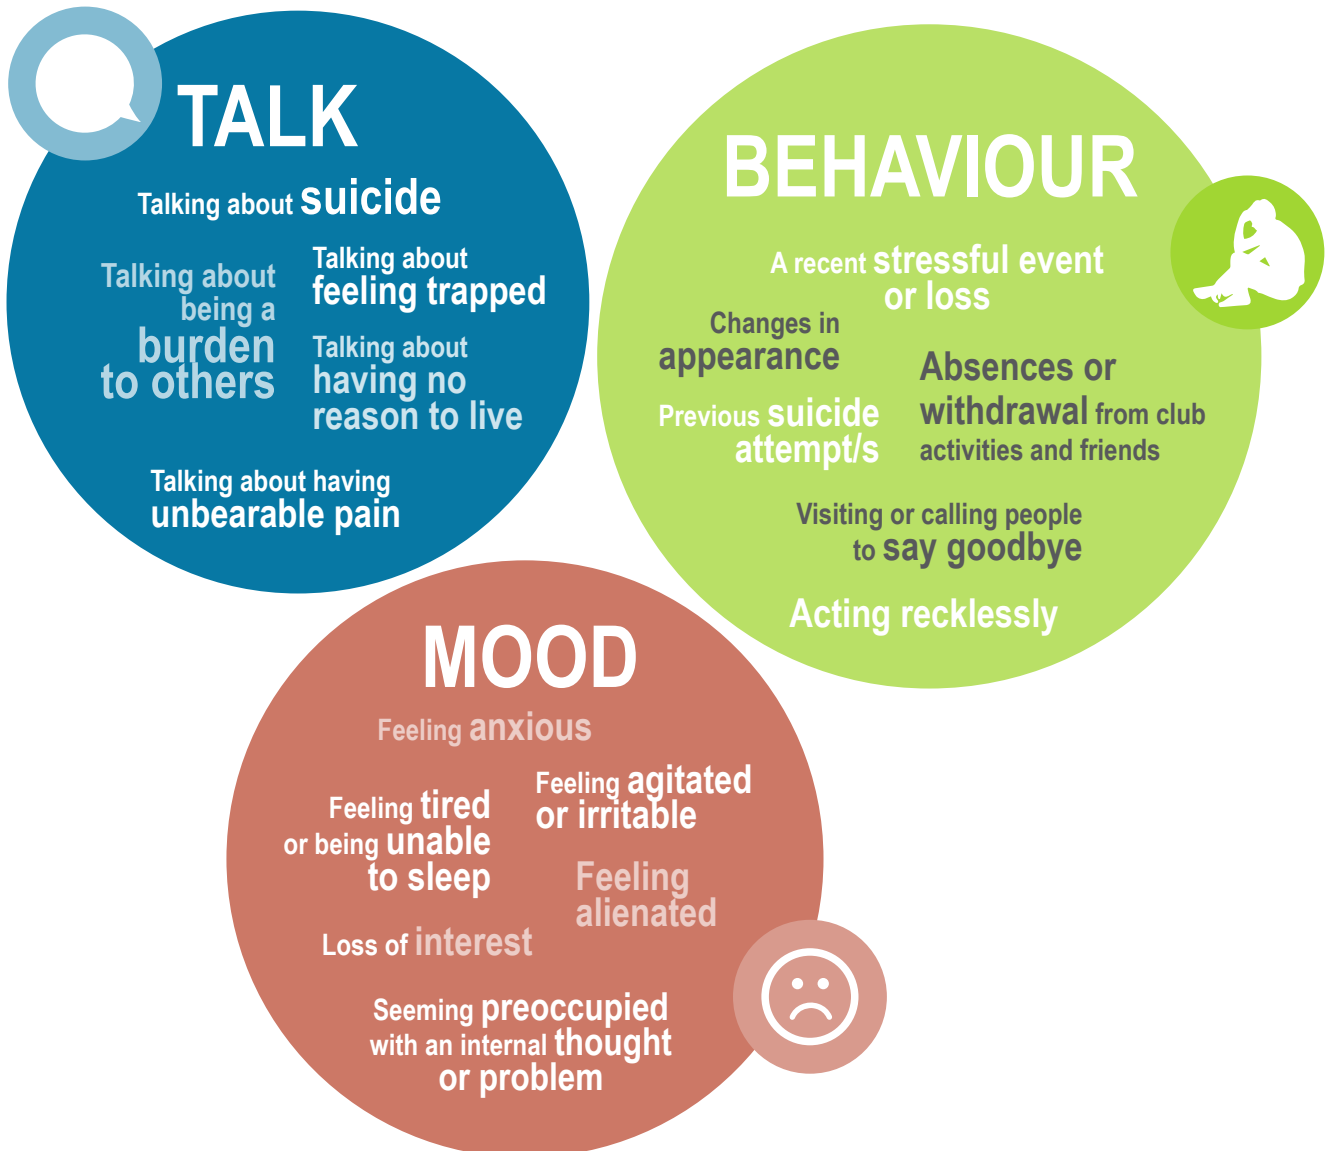 TALK
Talking about suicide
Talking about
being a
burden
to others
Talking about
feeling trapped
Talking about
having no
reason to live
Talking about having
unbearable pain
BEHAVIOUR
A recent stressful event
or loss
Changes in
appearance
Absences or
withdrawal from club
activities and friends
Previous suicide
attempt/s
Visiting or calling people
to say goodbye
Acting recklessly
MOOD
Feeling anxious
Feeling agitated
or irritable
Feeling tired
or being unable
to sleep
Feeling
alienated
Loss of interest
Seeming preoccupied
with an internal thought
or problem